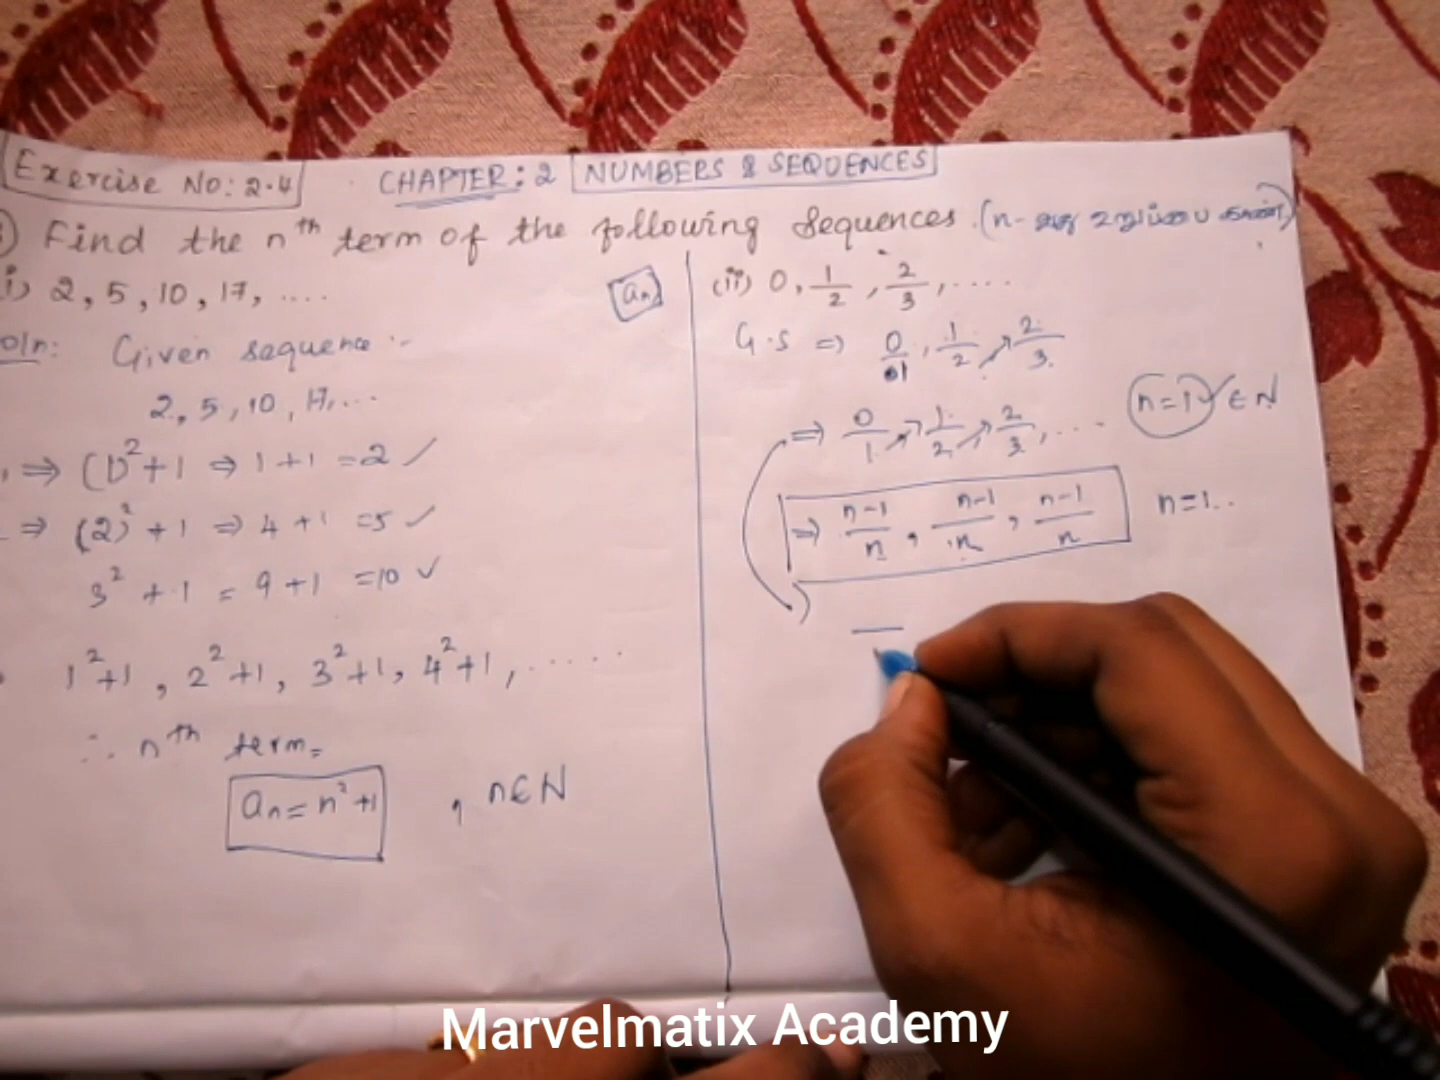 Exercise No: 2.4
CHAPTER: 2 NUMBERS & SEQUENCES
) Find the nᵗʰ term of the following Sequences. (n-
i) 2, 5, 10, 17, ....
aₙ
oln: Given sequence :-
2, 5, 10, 17, ...
⇒ (1)²+1 ⇒ 1+1 =2 ✓
⇒ (2)²+1 ⇒ 4+1 =5 ✓
3²+1 = 9+1 =10 ✓
1²+1, 2²+1, 3²+1, 4²+1, .....
∴ nᵗʰ term=
aₙ = n²+1 , n∈N
(ii) 0, 1/2, 2/3, ....
G.S ⇒ 0/1, 1/2, 2/3
⇒ 0/1, 1/2, 2/3, .... n=1 ✓ ∈ N
⇒ n-1/n, n-1/n, n-1/n n=1..
Marvelmatix Academy